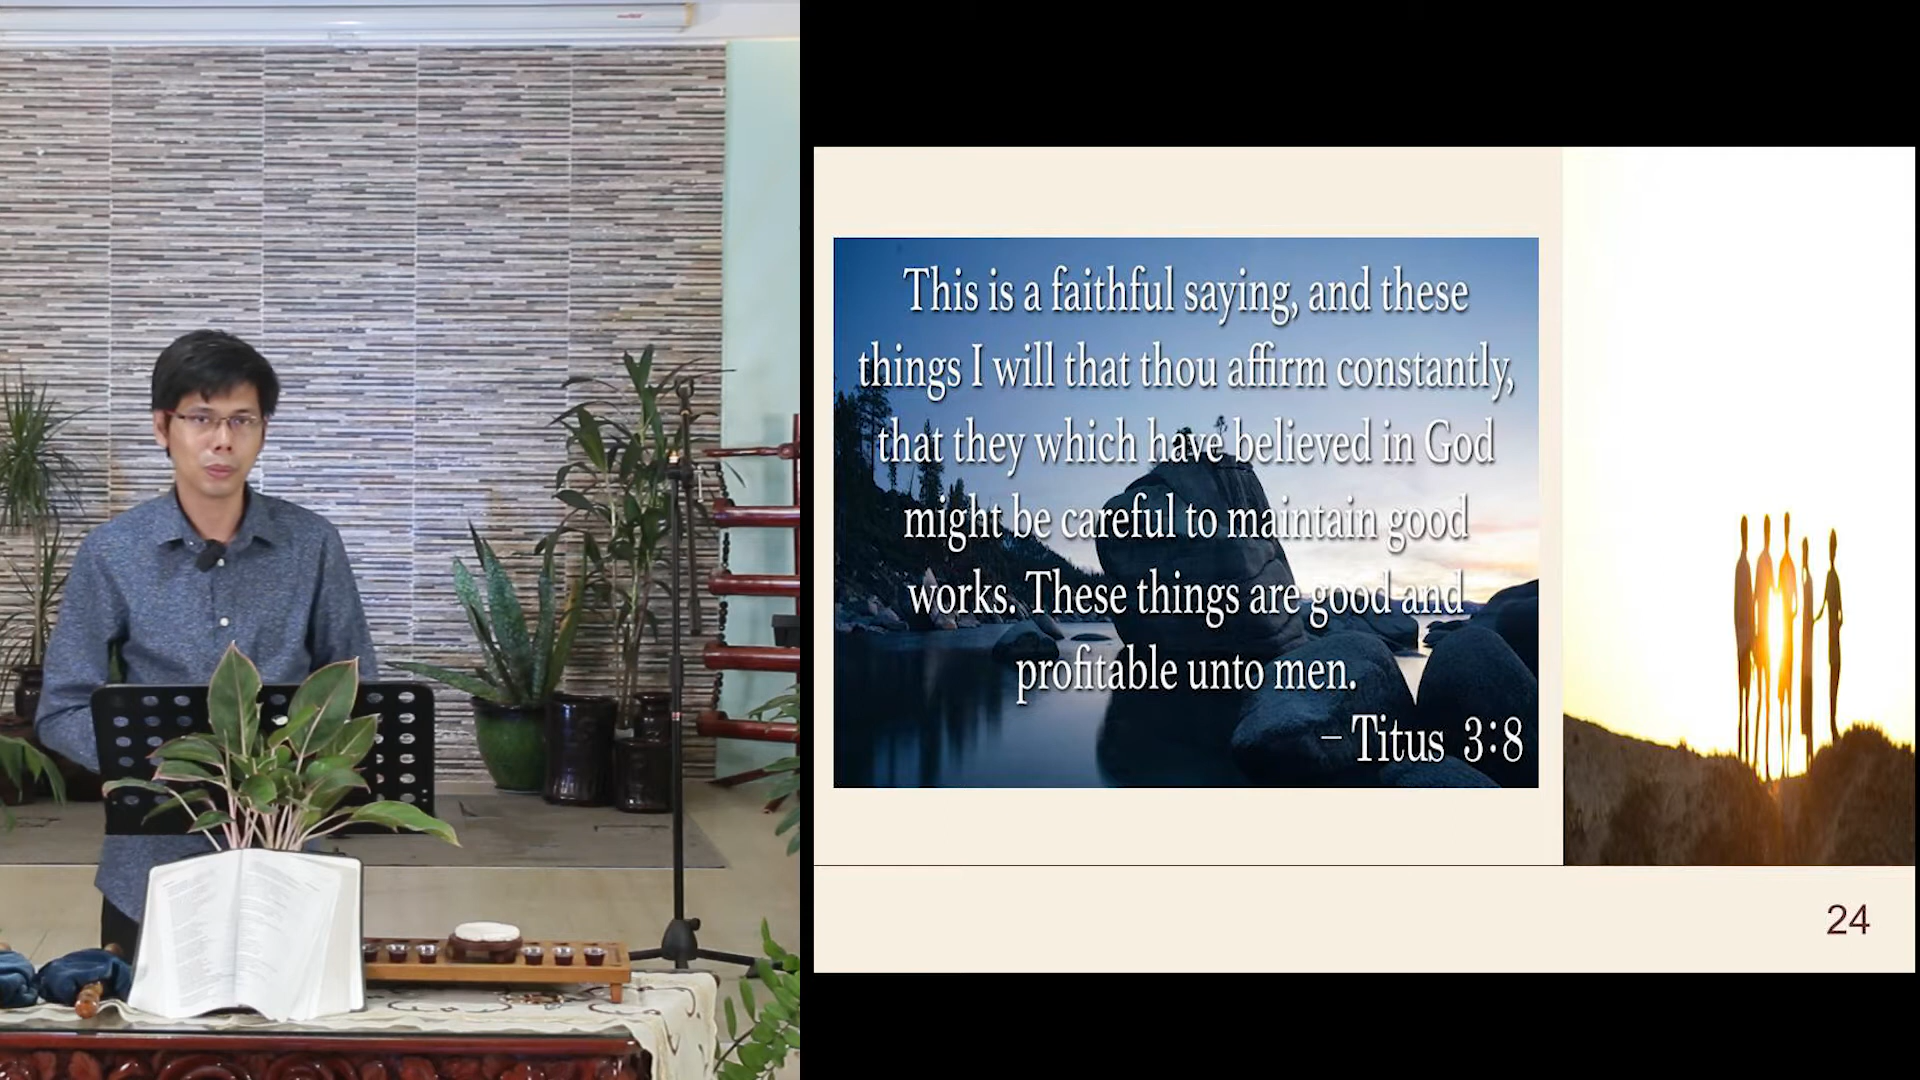 This is a faithful saying, and these
things I will that thou affirm constantly,
that they which have believed in God
might be careful to maintain good
works. These things are good and
profitable unto men.
– Titus 3:8
24